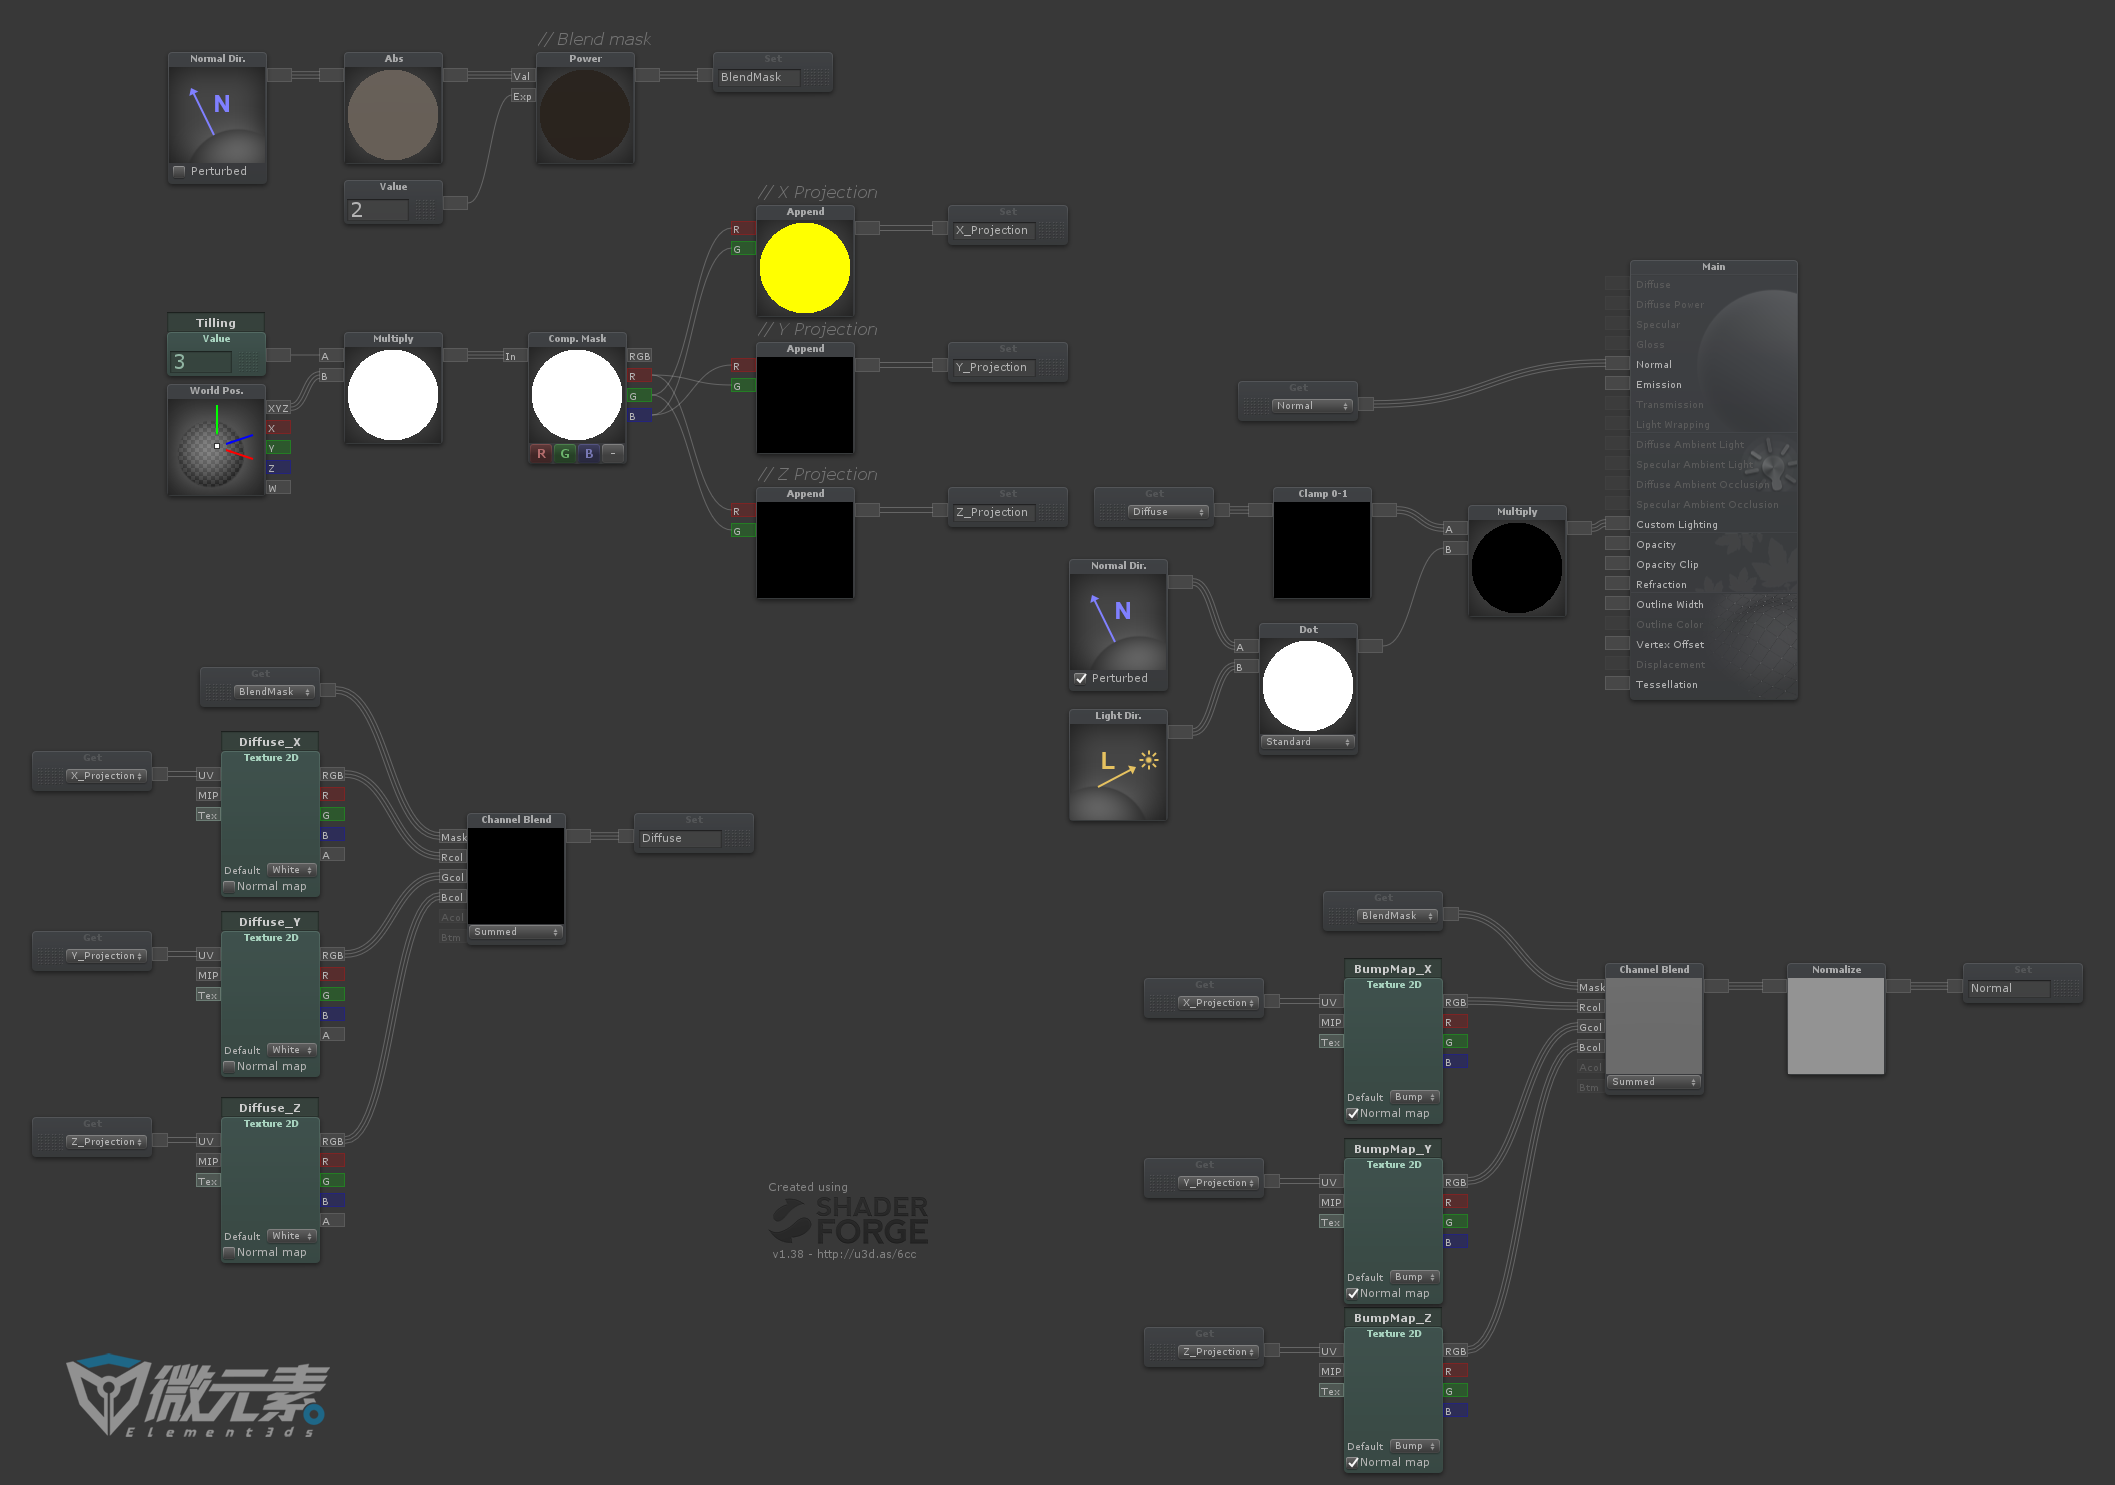 // Blend mask
Normal Dir.
N
Perturbed
Abs
Power
Val
Exp
Set
BlendMask
Value
2
// X Projection
Append
R
G
Set
X_Projection
Tilling
Value
3
World Pos.
XYZ
X
Y
Z
W
Multiply
A
B
Comp. Mask
In
RGB
R
G
B
R G B -
// Y Projection
Append
R
G
Set
Y_Projection
// Z Projection
Append
R
G
Set
Z_Projection
Get
Normal
Get
Diffuse
Clamp 0-1
Multiply
A
B
Normal Dir.
N
Perturbed
Light Dir.
L
Dot
A
B
Standard
Main
Diffuse
Diffuse Power
Specular
Gloss
Normal
Emission
Transmission
Light Wrapping
Diffuse Ambient Light
Specular Ambient Light
Diffuse Ambient Occlusion
Specular Ambient Occlusion
Custom Lighting
Opacity
Opacity Clip
Refraction
Outline Width
Outline Color
Vertex Offset
Displacement
Tessellation
Get
BlendMask
Get
X_Projection
Diffuse_X
Texture 2D
UV
MIP
Tex
RGB
R
G
B
A
Default White
Normal map
Get
Y_Projection
Diffuse_Y
Texture 2D
UV
MIP
Tex
RGB
R
G
B
A
Default White
Normal map
Get
Z_Projection
Diffuse_Z
Texture 2D
UV
MIP
Tex
RGB
R
G
B
A
Default White
Normal map
Channel Blend
Mask
Rcol
Gcol
Bcol
Acol
Btm
Summed
Set
Diffuse
Get
BlendMask
Get
X_Projection
BumpMap_X
Texture 2D
UV
MIP
Tex
RGB
R
G
B
Default Bump
Normal map
Get
Y_Projection
BumpMap_Y
Texture 2D
UV
MIP
Tex
RGB
R
G
B
Default Bump
Normal map
Get
Z_Projection
BumpMap_Z
Texture 2D
UV
MIP
Tex
RGB
R
G
B
Default Bump
Normal map
Channel Blend
Mask
Rcol
Gcol
Bcol
Acol
Btm
Summed
Normalize
Set
Normal
Created using
SHADER
FORGE
v1.38 - http://u3d.as/6cc
微元素
Element3ds